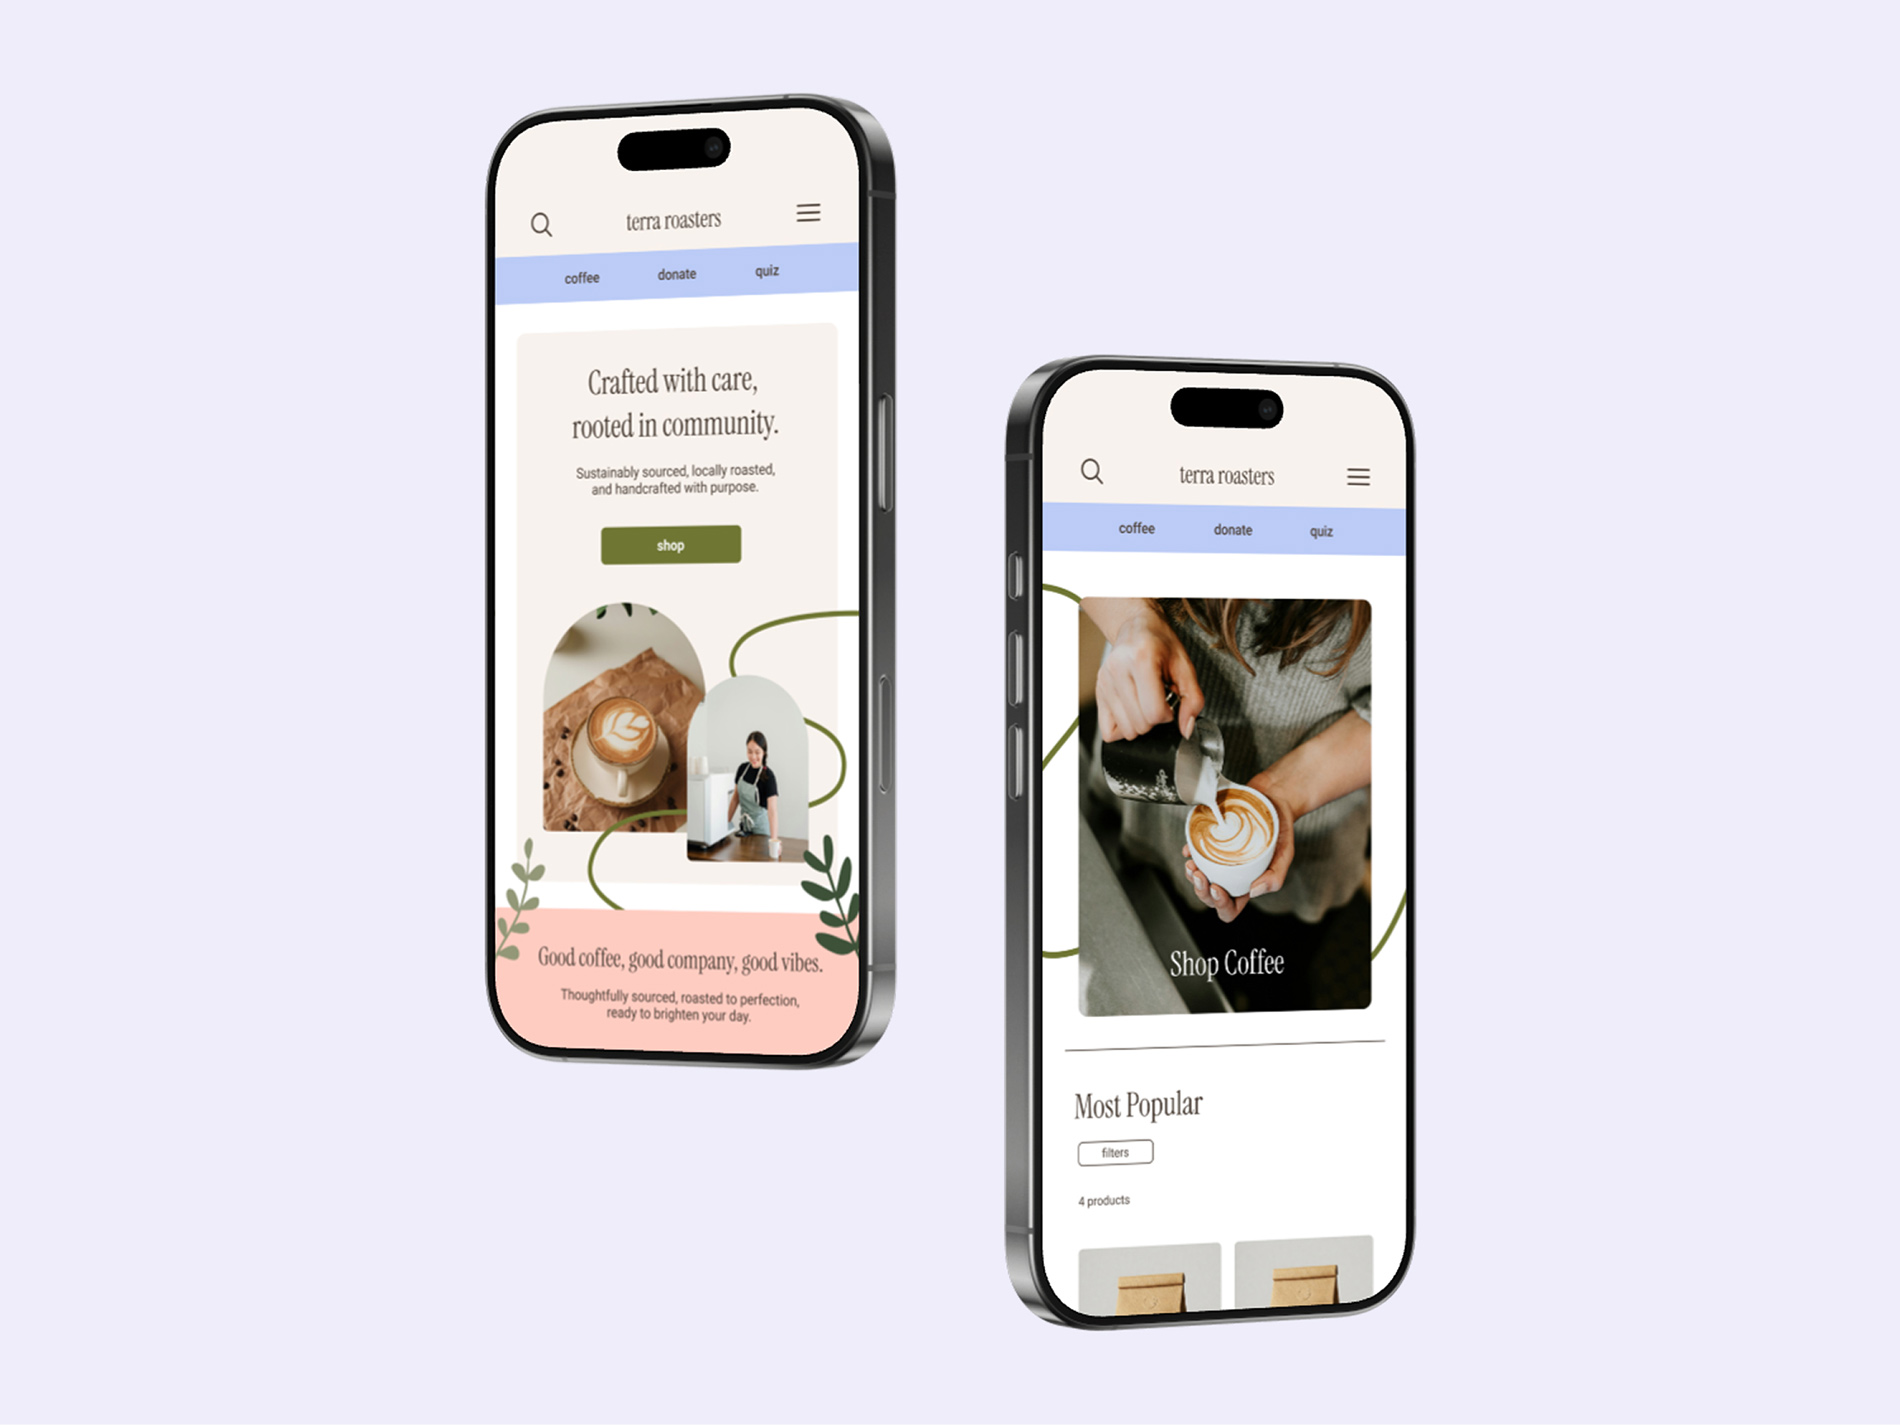 terra roasters
coffee donate quiz
Crafted with care,
rooted in community.
Sustainably sourced, locally roasted,
and handcrafted with purpose.
shop
Good coffee, good company, good vibes.
Thoughtfully sourced, roasted to perfection,
ready to brighten your day.
terra roasters
coffee donate quiz
Shop Coffee
Most Popular
filters
4 products